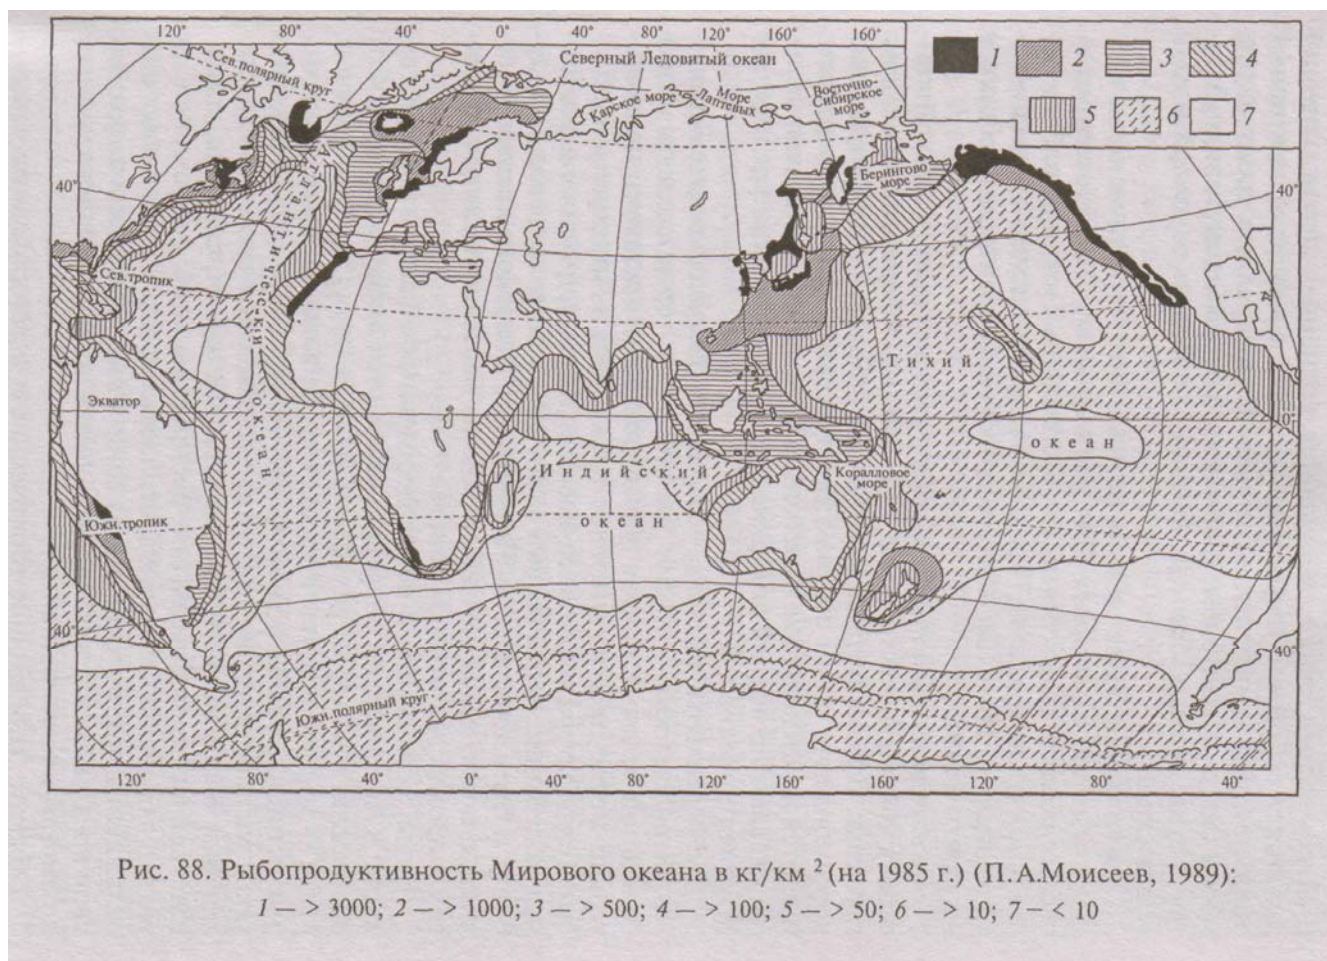 120° 80° 40° 0° 40° 80° 120° 160° 160°
1 2 3 4
5 6 7
Северный Ледовитый океан
Сев.полярный круг
Карское море
Море
Лаптевых
Восточно-
Сибирское
море
Берингово
море
40°
40°
Атлантический океан
Сев.тропик
Тихий
океан
Экватор
0°
Индийский
океан
Коралловое
море
Южн.тропик
40°
40°
Южн.полярный круг
120° 80° 40° 0° 40° 80° 120° 160° 160° 120° 80° 40°
Рис. 88. Рыбопродуктивность Мирового океана в кг/км ² (на 1985 г.) (П.А.Моисеев, 1989):
1 — > 3000; 2 — > 1000; 3 — > 500; 4 — > 100; 5 — > 50; 6 — > 10; 7 — < 10